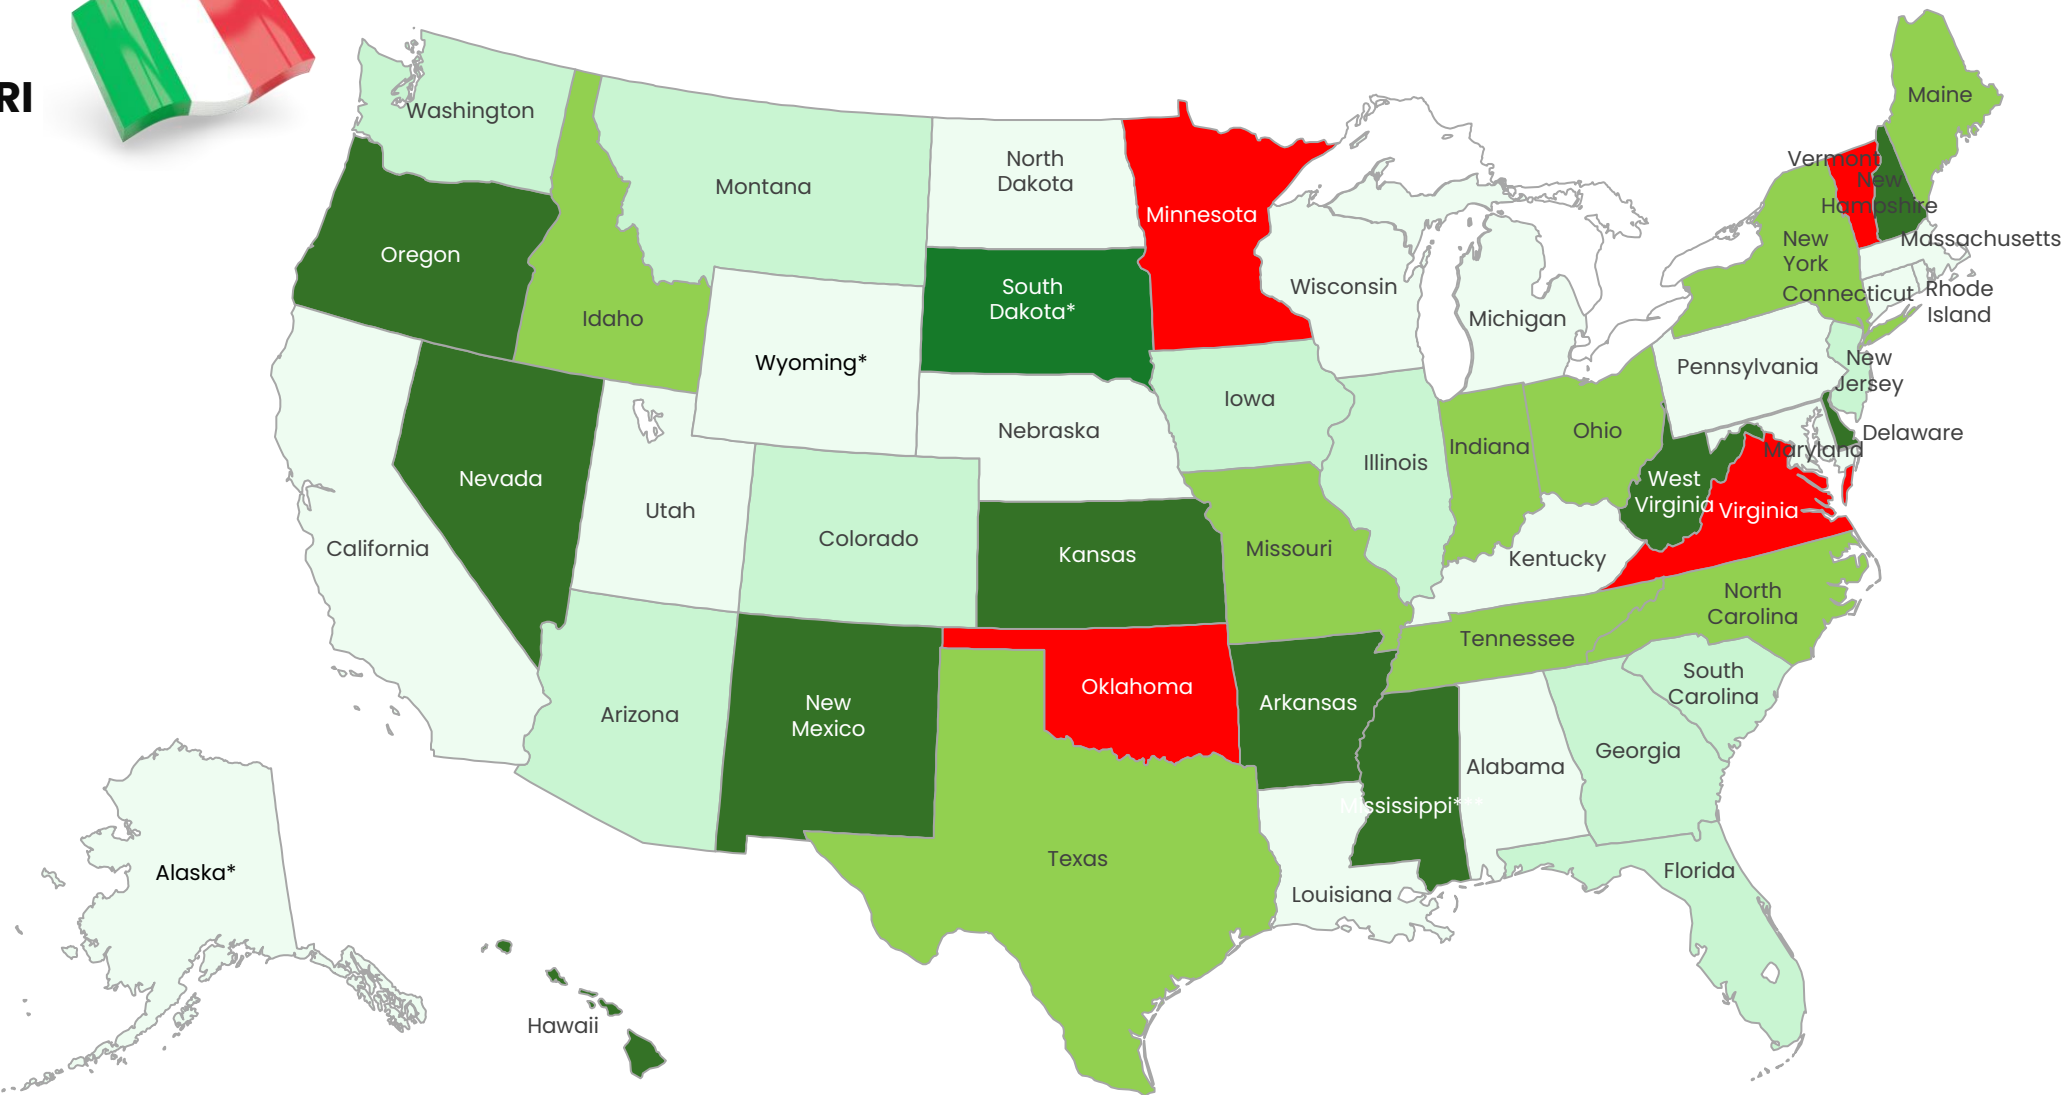 RI
Washington
Montana
North
Dakota
Minnesota
Maine
Vermont
New
Hampshire
Massachusetts
New
York
Connecticut
Rhode
Island
Oregon
Idaho
South
Dakota*
Wisconsin
Michigan
Wyoming*
Pennsylvania
New
Jersey
Iowa
Nebraska
Illinois
Indiana
Ohio
Delaware
Maryland
West
Virginia
Virginia
Nevada
Utah
Colorado
Kansas
Missouri
Kentucky
California
North
Carolina
Tennessee
South
Carolina
Arizona
New
Mexico
Oklahoma
Arkansas
Georgia
Alabama
Mississippi***
Texas
Louisiana
Florida
Alaska*
Hawaii